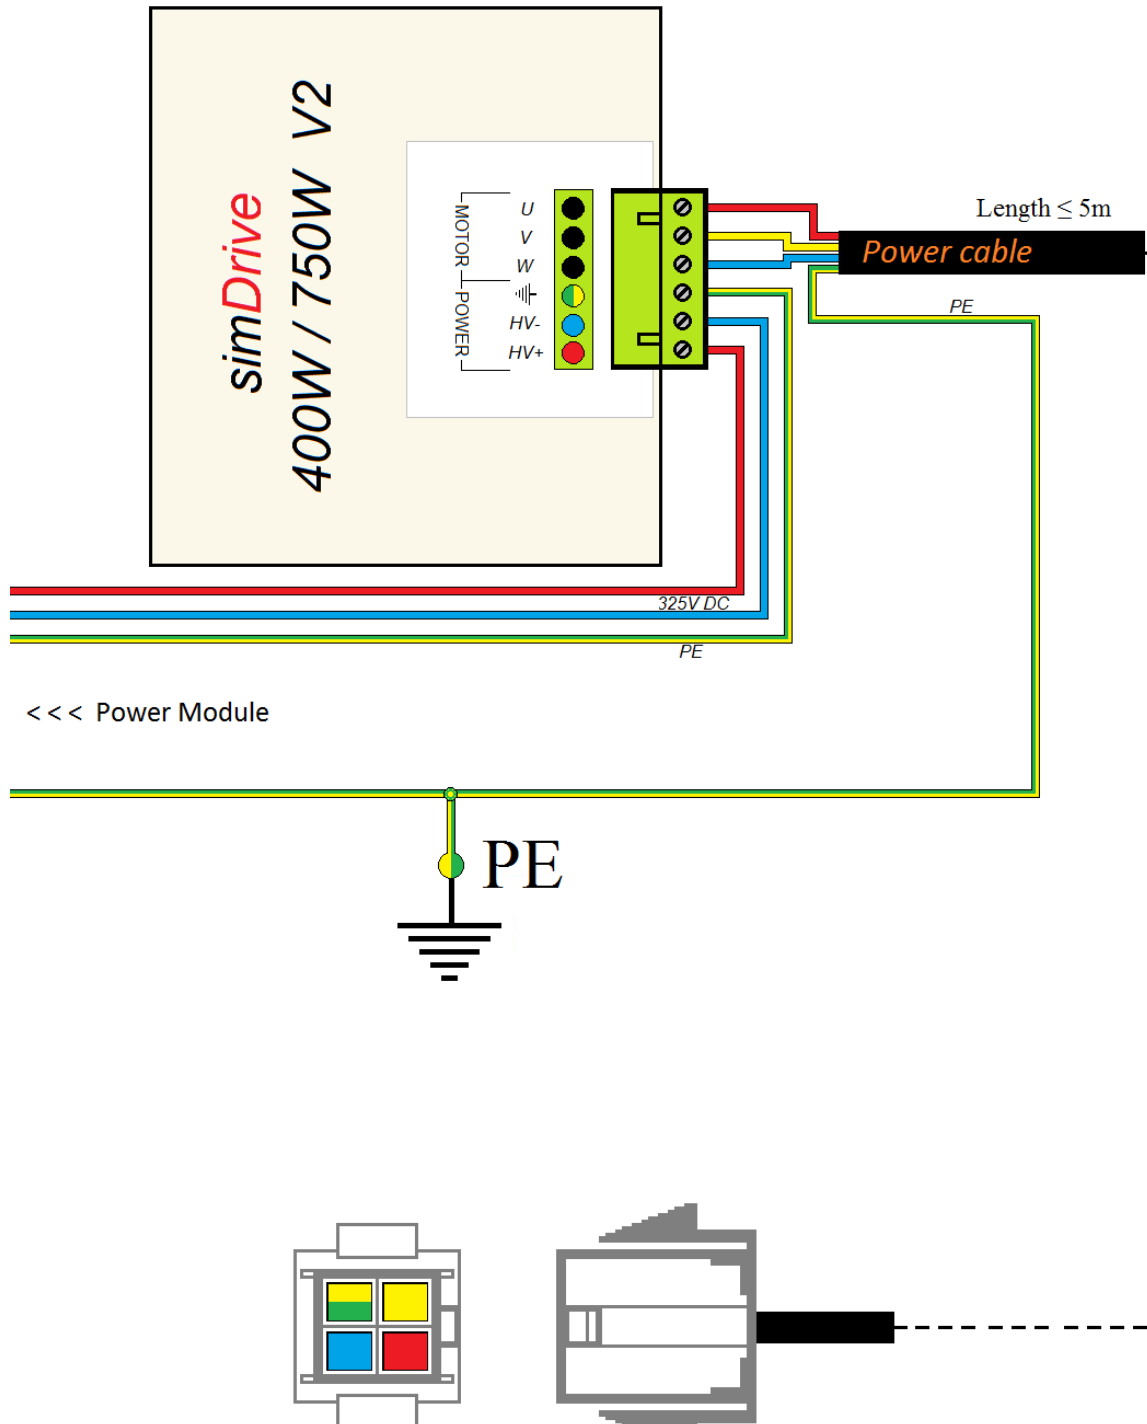 simDrive
400W / 750W V2
MOTOR
POWER
U
V
W
HV-
HV+
Length ≤ 5m
Power cable
PE
325V DC
PE
<<< Power Module
PE